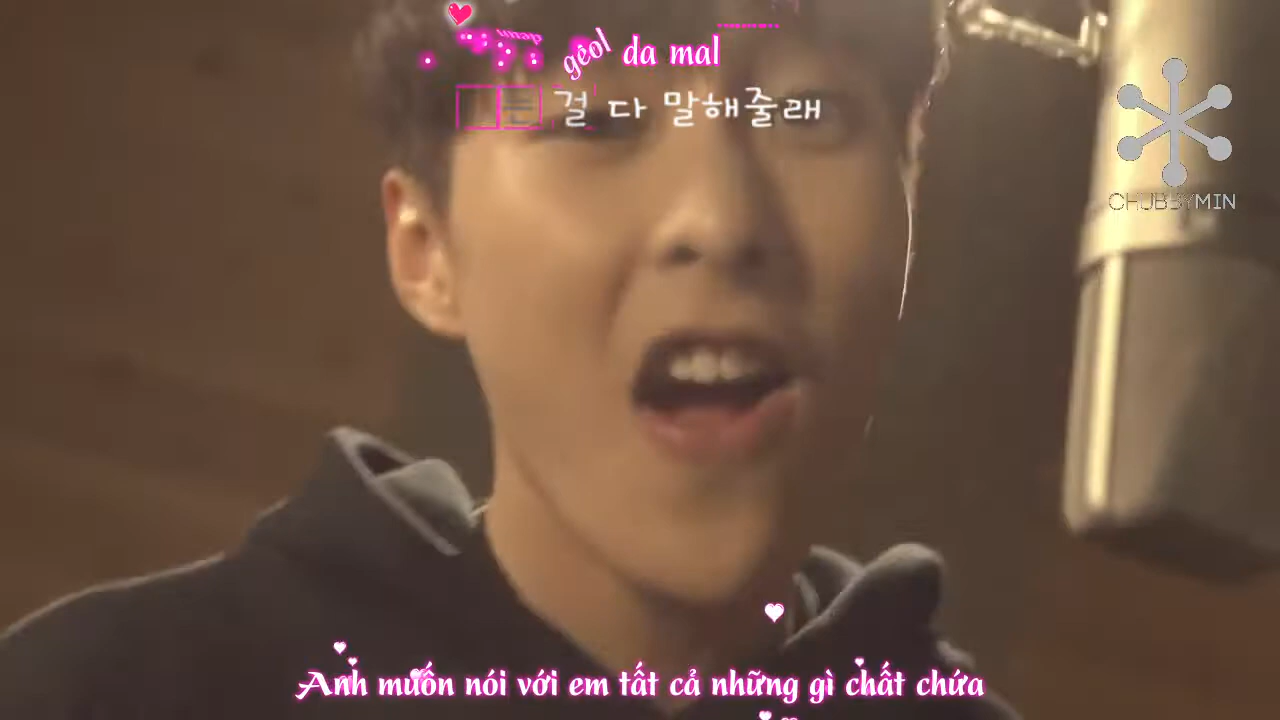 geol da mal
걸 다 말해줄래
CHUBBYMIN
Anh muốn nói với em tất cả những gì chất chứa